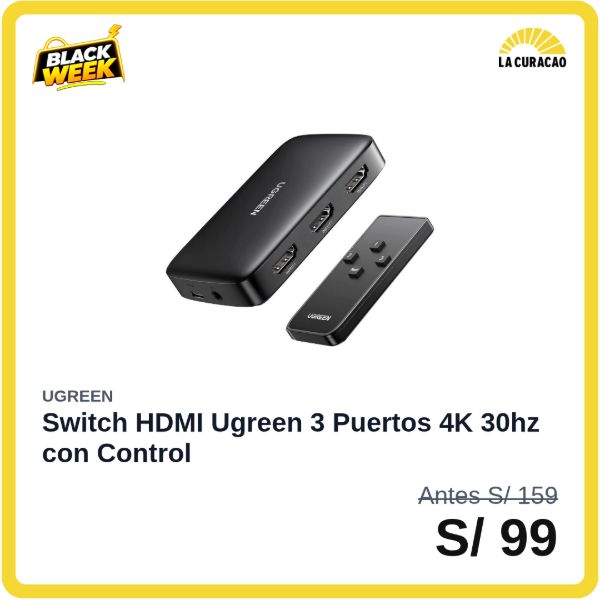 BLACK
WEEK
LA CURACAO
UGREEN
UGREEN
UGREEN
Switch HDMI Ugreen 3 Puertos 4K 30hz
con Control
Antes S/ 159
S/ 99